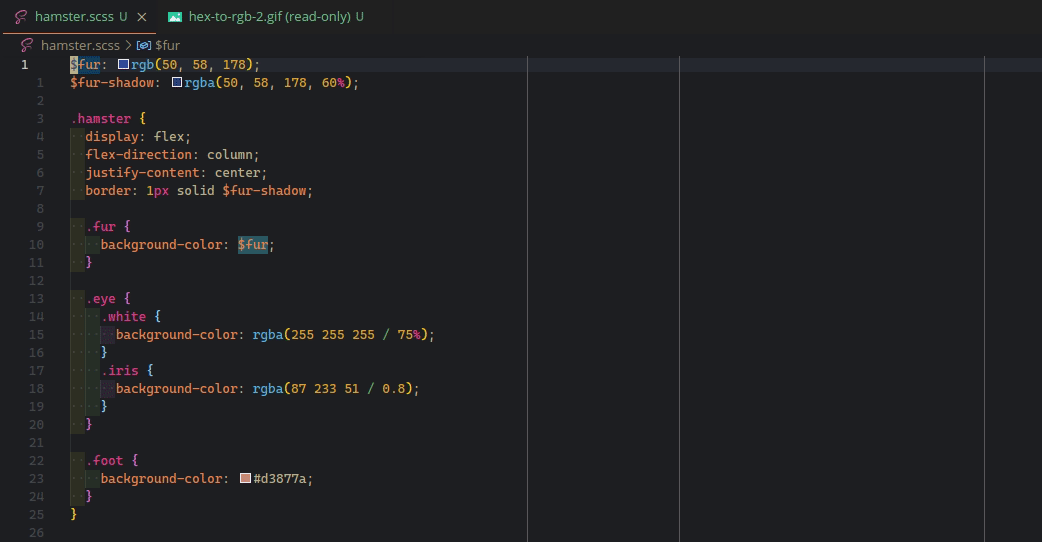 hamster.scss U × hex-to-rgb-2.gif (read-only) U
hamster.scss > $fur
1 $fur: rgb(50, 58, 178);
1 $fur-shadow: rgba(50, 58, 178, 60%);
2
3 .hamster {
4 display: flex;
5 flex-direction: column;
6 justify-content: center;
7 border: 1px solid $fur-shadow;
8
9 .fur {
10 background-color: $fur;
11 }
12
13 .eye {
14 .white {
15 background-color: rgba(255 255 255 / 75%);
16 }
17 .iris {
18 background-color: rgba(87 233 51 / 0.8);
19 }
20 }
21
22 .foot {
23 background-color: #d3877a;
24 }
25 }
26